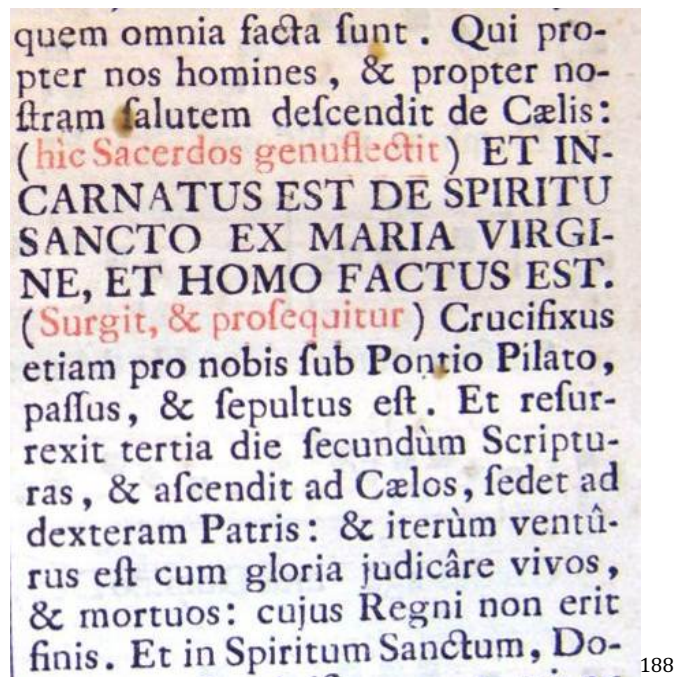 quem omnia facta ſunt. Qui pro-
pter nos homines, & propter no-
ſtram ſalutem deſcendit de Cælis:
(hìc Sacerdos genuflectit) ET IN-
CARNATUS EST DE SPIRITU
SANCTO EX MARIA VIRGI-
NE, ET HOMO FACTUS EST.
(Surgit, & proſequitur) Crucifixus
etiam pro nobis ſub Pontio Pilato,
paſſus, & ſepultus eſt. Et reſur-
rexit tertia die ſecundùm Scriptu-
ras, & aſcendit ad Cælos, ſedet ad
dexteram Patris: & iterùm ventû-
rus eſt cum gloria judicâre vivos,
& mortuos: cujus Regni non erit
finis. Et in Spiritum Sanctum, Do-
188